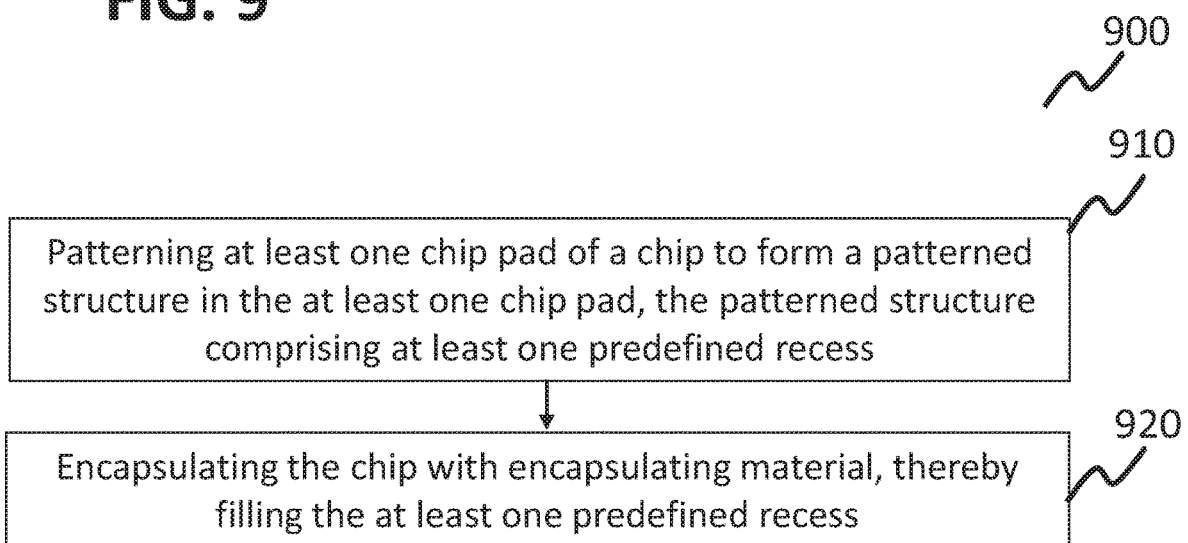 FIG. 9
900
910
Patterning at least one chip pad of a chip to form a patterned
structure in the at least one chip pad, the patterned structure
comprising at least one predefined recess
920
Encapsulating the chip with encapsulating material, thereby
filling the at least one predefined recess